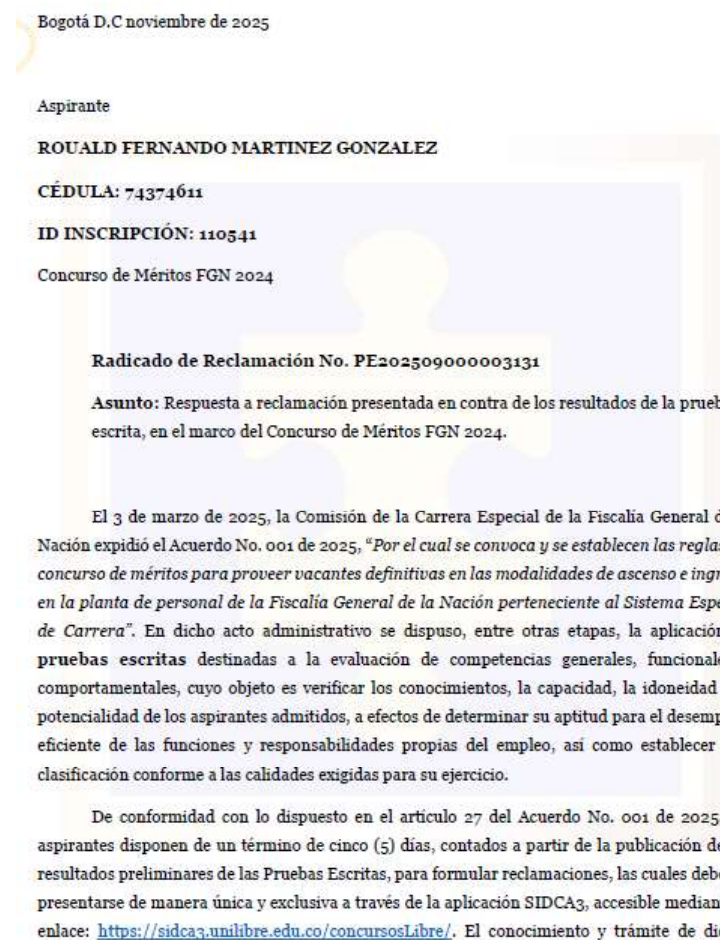 Bogotá D.C noviembre de 2025
Aspirante
ROUALD FERNANDO MARTINEZ GONZALEZ
CÉDULA: 74374611
ID INSCRIPCIÓN: 110541
Concurso de Méritos FGN 2024
Radicado de Reclamación No. PE202509000003131
Asunto: Respuesta a reclamación presentada en contra de los resultados de la prueb
escrita, en el marco del Concurso de Méritos FGN 2024.
El 3 de marzo de 2025, la Comisión de la Carrera Especial de la Fiscalía General d
Nación expidió el Acuerdo No. 001 de 2025, “Por el cual se convoca y se establecen las reglas
concurso de méritos para proveer vacantes definitivas en las modalidades de ascenso e ingr
en la planta de personal de la Fiscalía General de la Nación perteneciente al Sistema Espe
de Carrera”. En dicho acto administrativo se dispuso, entre otras etapas, la aplicación
pruebas escritas destinadas a la evaluación de competencias generales, funcionale
comportamentales, cuyo objeto es verificar los conocimientos, la capacidad, la idoneidad
potencialidad de los aspirantes admitidos, a efectos de determinar su aptitud para el desemp
eficiente de las funciones y responsabilidades propias del empleo, así como establecer
clasificación conforme a las calidades exigidas para su ejercicio.
De conformidad con lo dispuesto en el artículo 27 del Acuerdo No. 001 de 2025
aspirantes disponen de un término de cinco (5) días, contados a partir de la publicación de
resultados preliminares de las Pruebas Escritas, para formular reclamaciones, las cuales debe
presentarse de manera única y exclusiva a través de la aplicación SIDCA3, accesible median
enlace: https://sidca3.unilibre.edu.co/concursosLibre/. El conocimiento y trámite de di